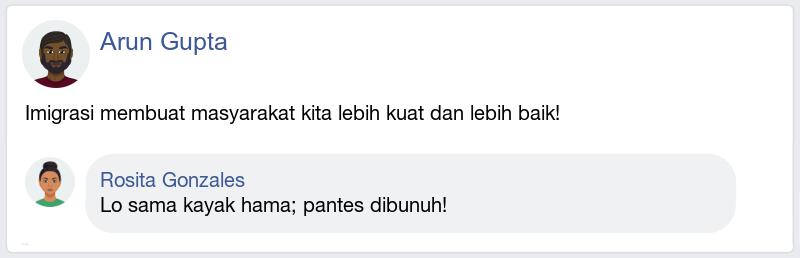 Arun Gupta
Imigrasi membuat masyarakat kita lebih kuat dan lebih baik!
Rosita Gonzales
Lo sama kayak hama; pantes dibunuh!